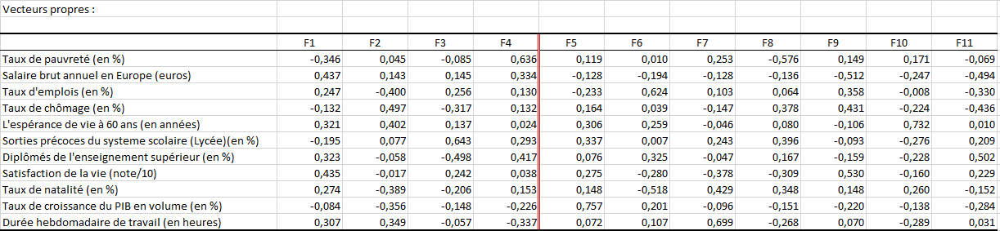 Vecteurs propres :
F1 F2 F3 F4 F5 F6 F7 F8 F9 F10 F11
Taux de pauvreté (en %) -0,346 0,045 -0,085 0,636 0,119 0,010 0,253 -0,576 0,149 0,171 -0,069
Salaire brut annuel en Europe (euros) 0,437 0,143 0,145 0,334 -0,128 -0,194 -0,128 -0,136 -0,512 -0,247 -0,494
Taux d'emplois (en %) 0,247 -0,400 0,256 0,130 -0,233 0,624 0,103 0,064 0,358 -0,008 -0,330
Taux de chômage (en %) -0,132 0,497 -0,317 0,132 0,164 0,039 -0,147 0,378 0,431 -0,224 -0,436
L'espérance de vie à 60 ans (en années) 0,321 0,402 0,137 0,024 0,306 0,259 -0,046 0,080 -0,106 0,732 0,010
Sorties précoces du systeme scolaire (Lycée)(en %) -0,195 0,077 0,643 0,293 0,337 0,007 0,243 0,396 -0,093 -0,276 0,209
Diplômés de l'enseignement supérieur (en %) 0,323 -0,058 -0,498 0,417 0,076 0,325 -0,047 0,167 -0,159 -0,228 0,502
Satisfaction de la vie (note/10) 0,435 -0,017 0,242 0,038 0,275 -0,280 -0,378 -0,309 0,530 -0,160 0,229
Taux de natalité (en %) 0,274 -0,389 -0,206 0,153 0,148 -0,518 0,429 0,348 0,148 0,260 -0,152
Taux de croissance du PIB en volume (en %) -0,084 -0,356 -0,148 -0,226 0,757 0,201 -0,096 -0,151 -0,220 -0,138 -0,284
Durée hebdomadaire de travail (en heures) 0,307 0,349 -0,057 -0,337 0,072 0,107 0,699 -0,268 0,070 -0,289 0,031